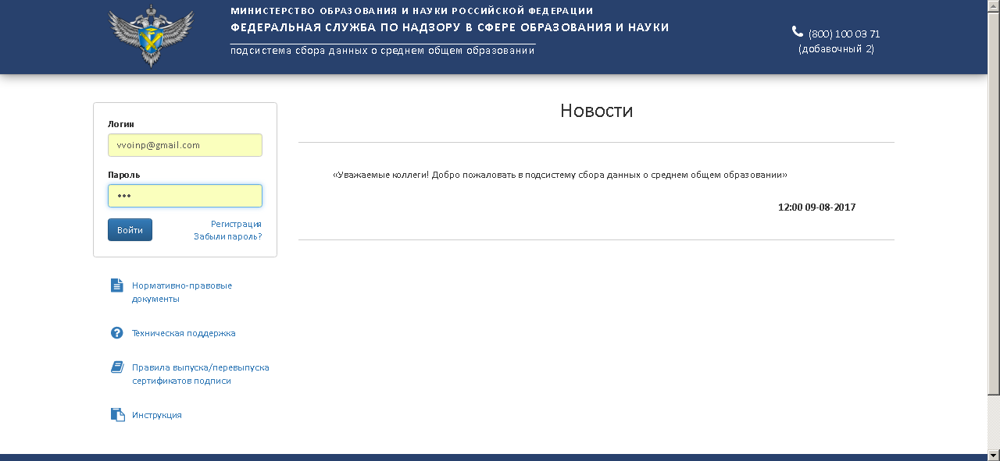 МИНИСТЕРСТВО ОБРАЗОВАНИЯ И НАУКИ РОССИЙСКОЙ ФЕДЕРАЦИИ
ФЕДЕРАЛЬНАЯ СЛУЖБА ПО НАДЗОРУ В СФЕРЕ ОБРАЗОВАНИЯ И НАУКИ
подсистема сбора данных о среднем общем образовании
(800) 100 03 71
(добавочный 2)
Логин
vvoinp@gmail.com
Пароль
•••
Войти
Регистрация
Забыли пароль?
Нормативно-правовые
документы
Техническая поддержка
Правила выпуска/перевыпуска
сертификатов подписи
Инструкция
Новости
«Уважаемые коллеги! Добро пожаловать в подсистему сбора данных о среднем общем образовании»
12:00 09-08-2017